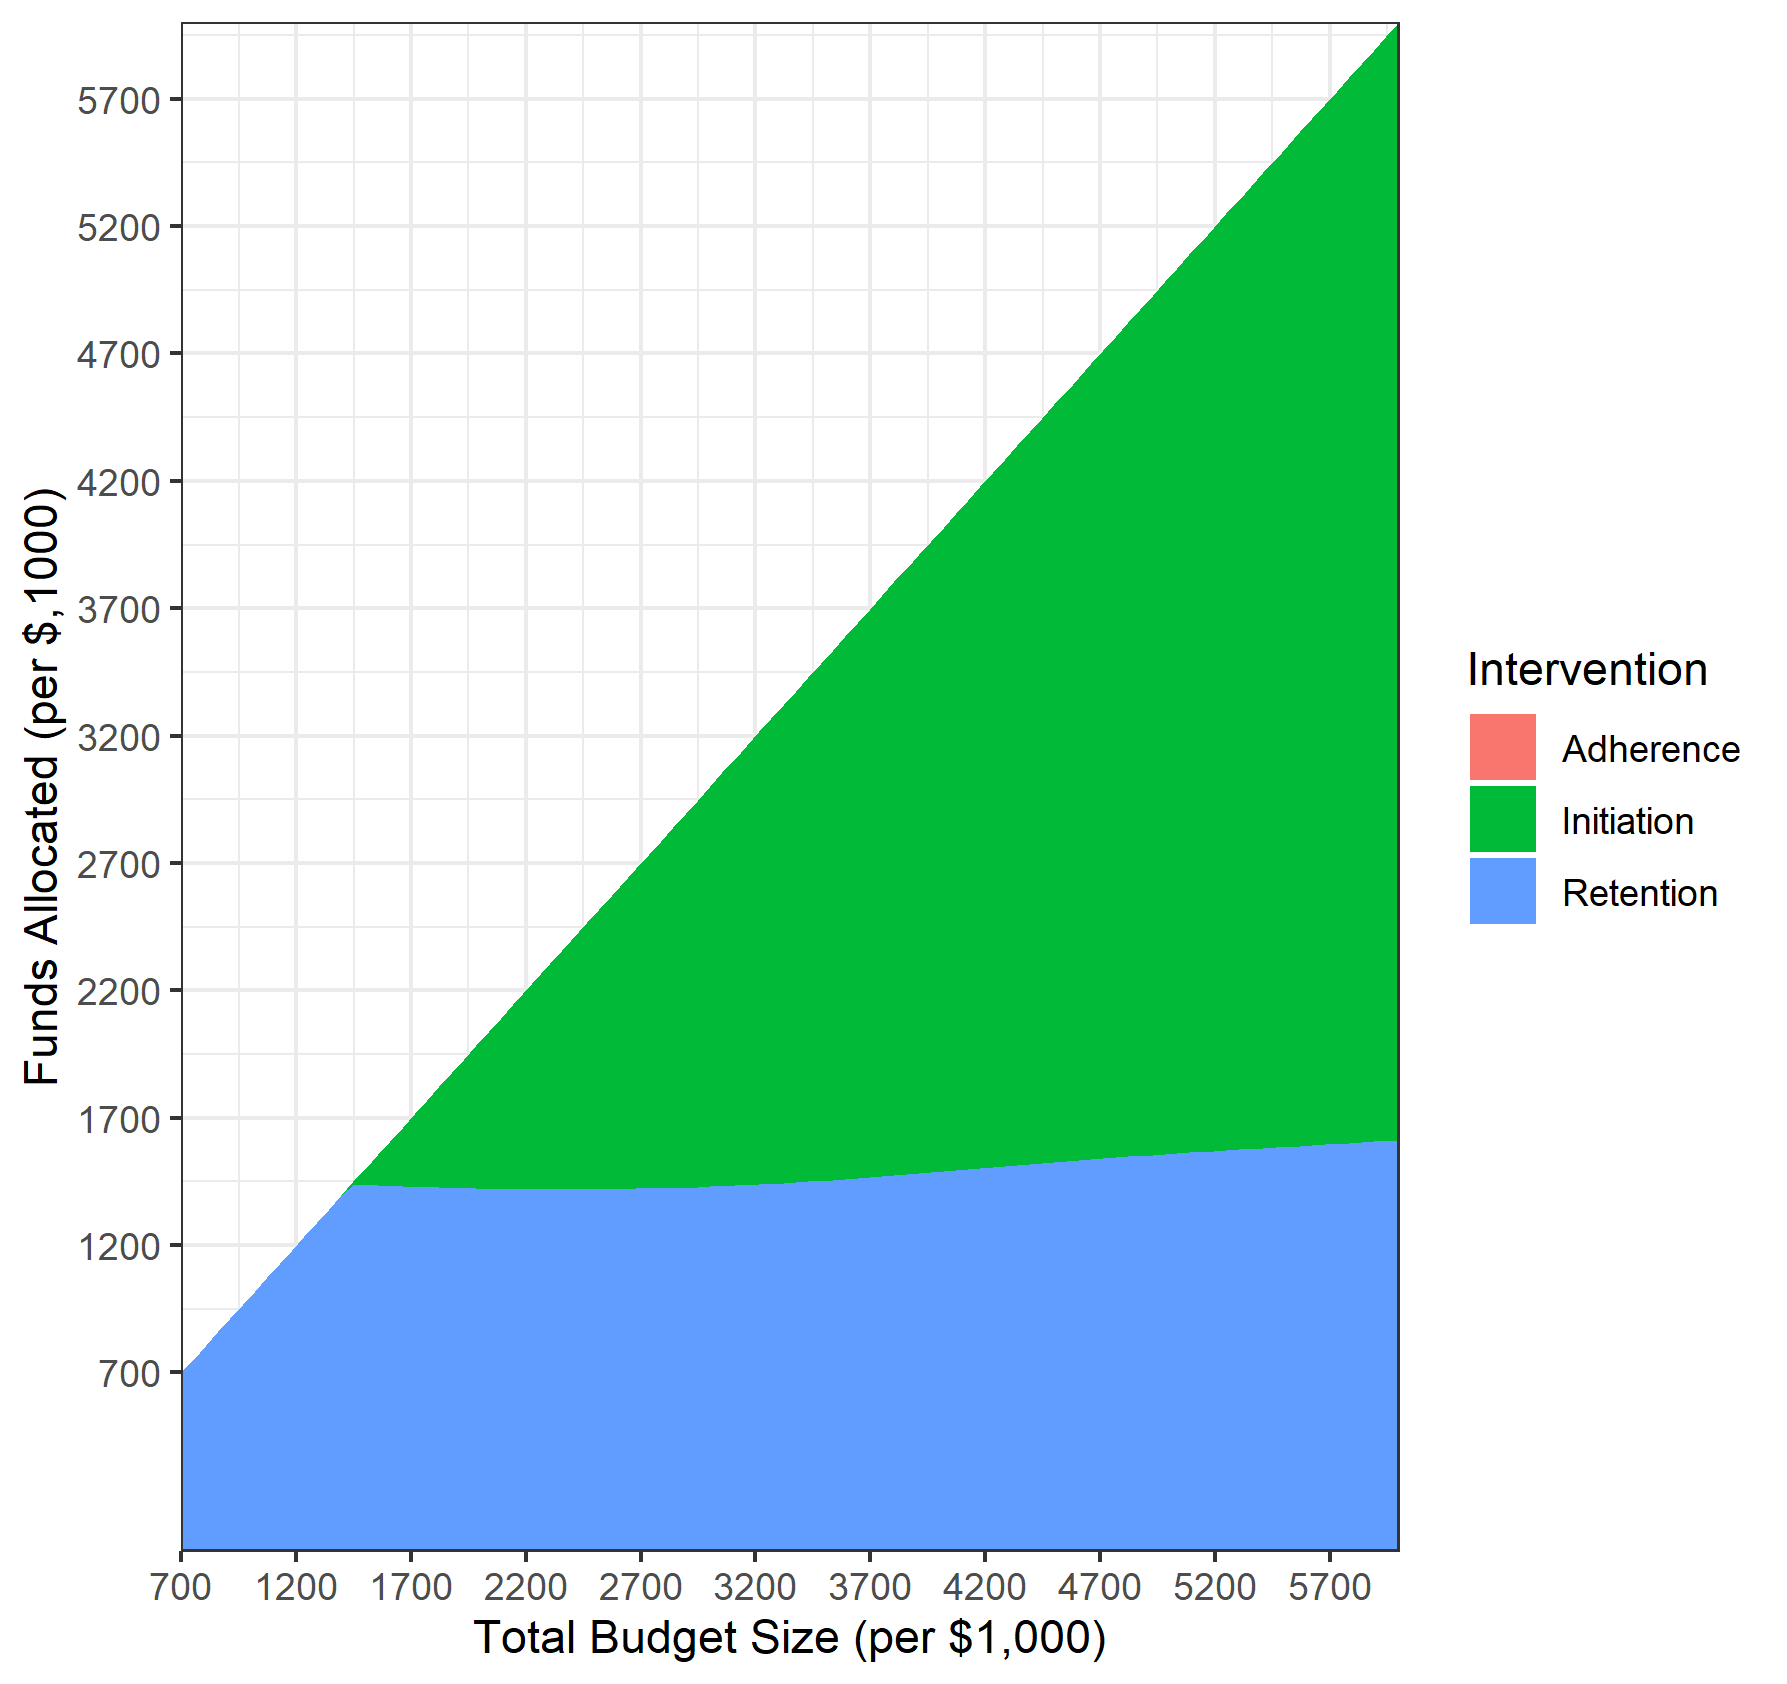 5700
5200
4700
4200
3700
3200
2700
2200
1700
1200
700
Funds Allocated (per $,1000)
700 1200 1700 2200 2700 3200 3700 4200 4700 5200 5700
Total Budget Size (per $1,000)
Intervention
Adherence
Initiation
Retention